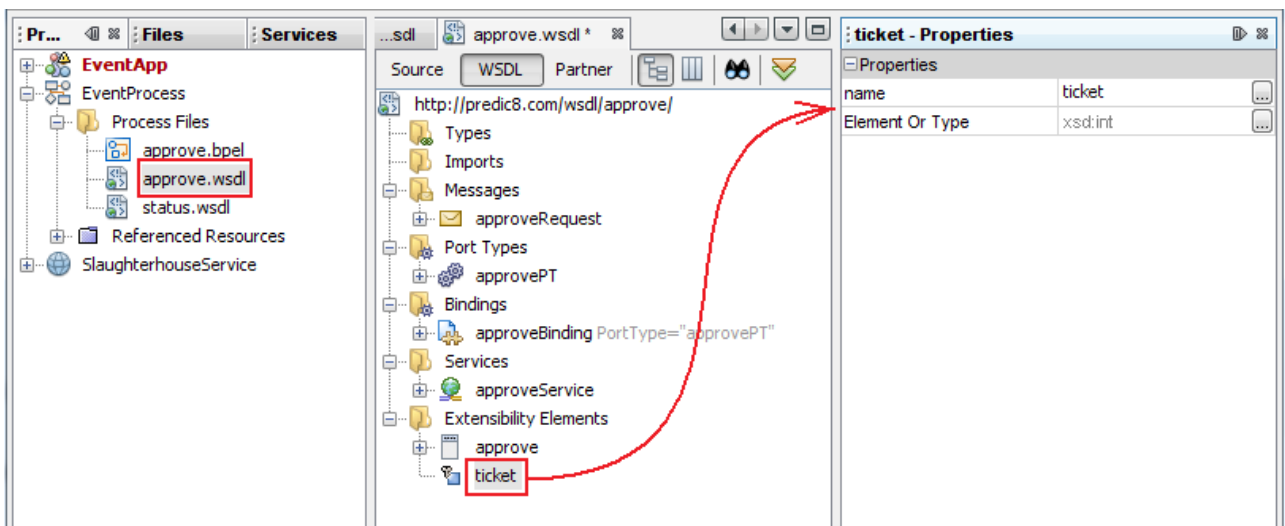 Pr...
Files
Services
EventApp
EventProcess
Process Files
approve.bpel
approve.wsdl
status.wsdl
Referenced Resources
SlaughterhouseService
...sdl
approve.wsdl *
Source
WSDL
Partner
http://predic8.com/wsdl/approve/
Types
Imports
Messages
approveRequest
Port Types
approvePT
Bindings
approveBinding PortType="approvePT"
Services
approveService
Extensibility Elements
approve
ticket
ticket - Properties
Properties
name ticket ...
Element Or Type xsd:int ...